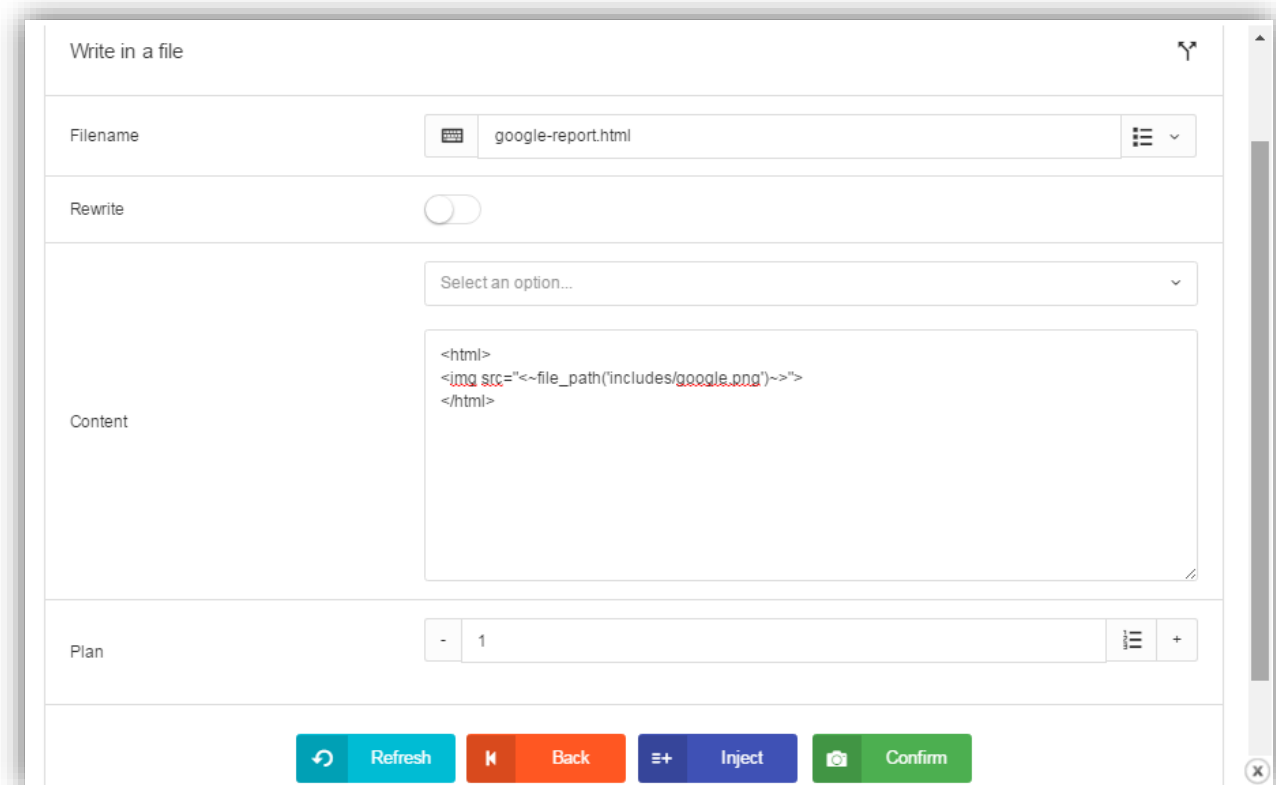 Write in a file
Filename
google-report.html
Rewrite
Select an option...
Content
<html>
<img src="<~file_path('includes/google.png')~>">
</html>
Plan
- 1 +
Refresh Back Inject Confirm